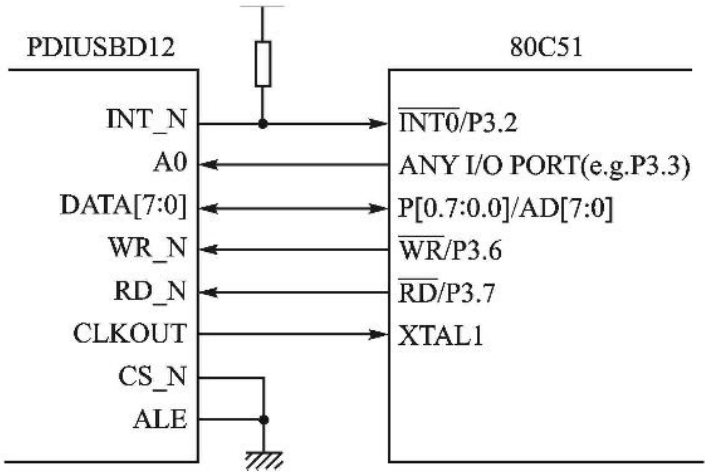 PDIUSBD12
80C51
INT_N
INT0/P3.2
A0
ANY I/O PORT(e.g.P3.3)
DATA[7:0]
P[0.7:0.0]/AD[7:0]
WR_N
WR/P3.6
RD_N
RD/P3.7
CLKOUT
XTAL1
CS_N
ALE